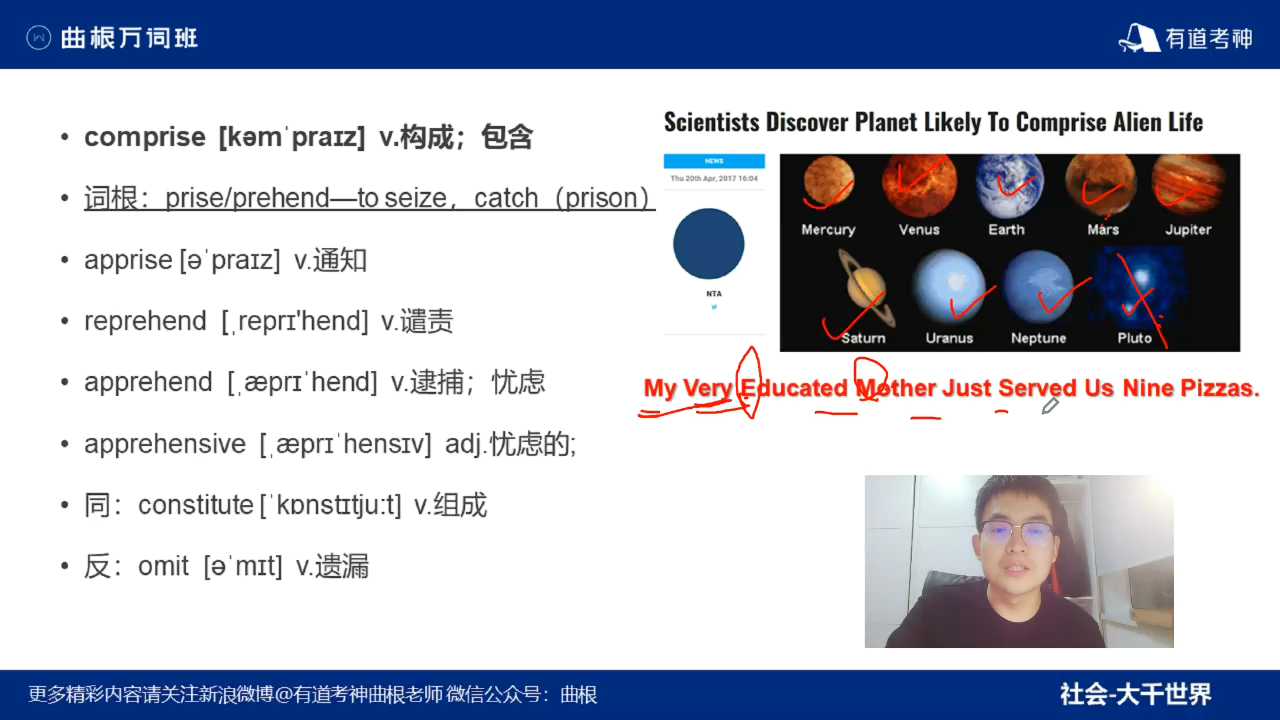 曲根万词班
有道考神
• comprise [kəmˈpraɪz] v.构成；包含
• 词根：prise/prehend—to seize，catch（prison）
• apprise [əˈpraɪz] v.通知
• reprehend [ˌreprɪ'hend] v.谴责
• apprehend [ˌæprɪˈhend] v.逮捕；忧虑
• apprehensive [ˌæprɪˈhensɪv] adj.忧虑的;
• 同：constitute [ˈkɒnstɪtjuːt] v.组成
• 反：omit [əˈmɪt] v.遗漏
Scientists Discover Planet Likely To Comprise Alien Life
NEWS
Thu 20th Apr, 2017 16:04
NTA
Mercury Venus Earth Mars Jupiter
Saturn Uranus Neptune Pluto
My Very Educated Mother Just Served Us Nine Pizzas.
更多精彩内容请关注新浪微博@有道考神曲根老师 微信公众号：曲根
社会-大千世界